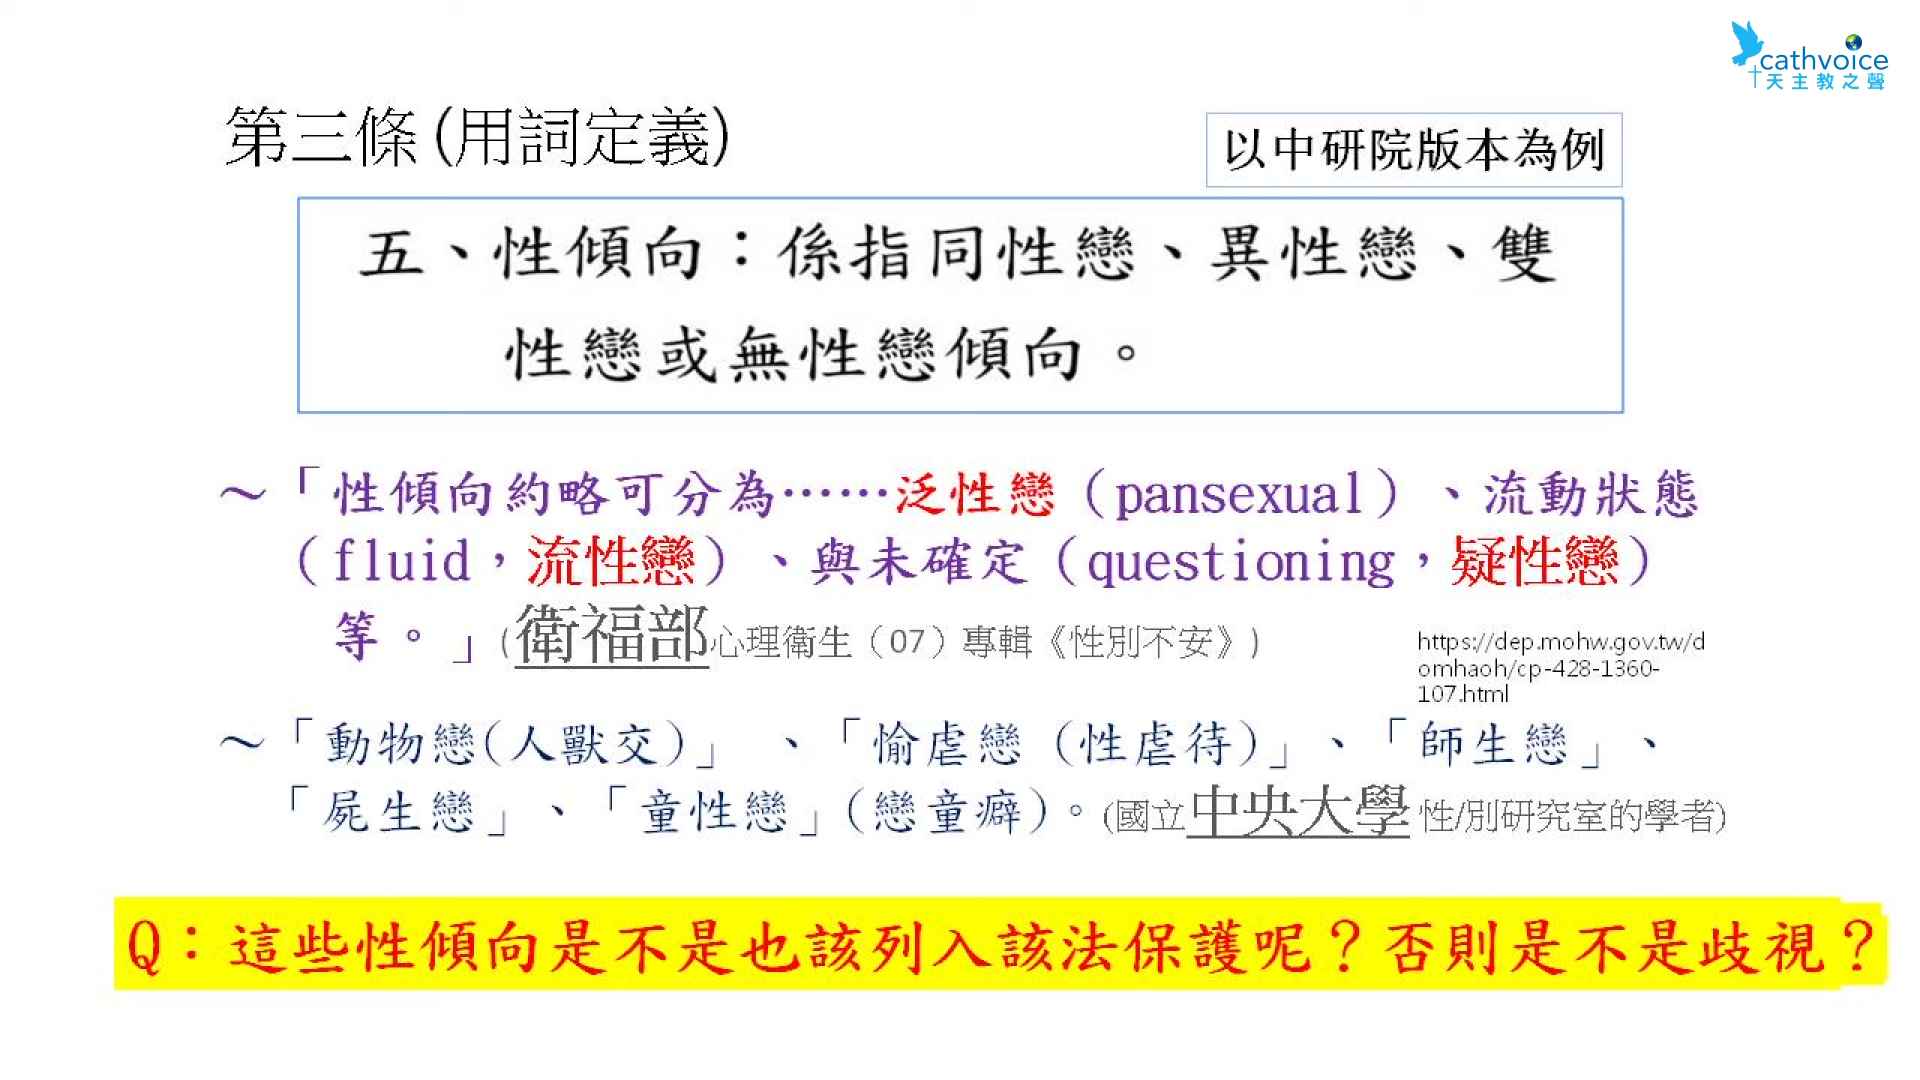 cathvoice
天主教之聲
第三條(用詞定義)
以中研院版本為例
五、性傾向：係指同性戀、異性戀、雙
性戀或無性戀傾向。
～「性傾向約略可分為……泛性戀（pansexual）、流動狀態
（fluid，流性戀）、與未確定（questioning，疑性戀）
等。」(衛福部心理衛生（07）專輯《性別不安》)
https://dep.mohw.gov.tw/d
omhaoh/cp-428-1360-
107.html
～「動物戀(人獸交)」、「愉虐戀（性虐待)」、「師生戀」、
「屍生戀」、「童性戀」(戀童癖)。(國立中央大學 性/別研究室的學者)
Q：這些性傾向是不是也該列入該法保護呢？否則是不是歧視？